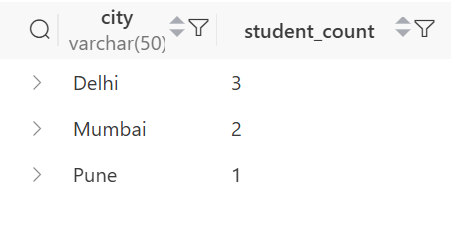 city
varchar(50)
student_count
Delhi 3
Mumbai 2
Pune 1